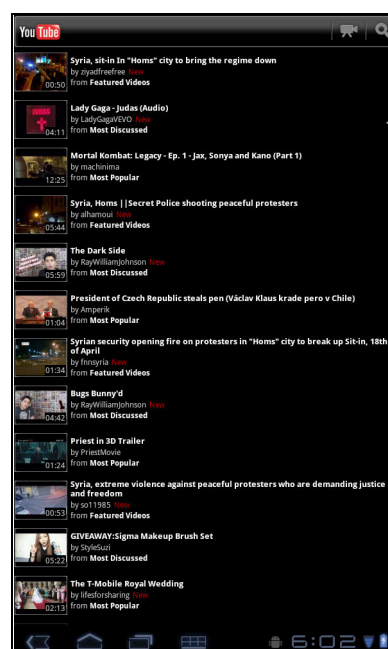 YouTube
Syria, sit-in In "Homs" city to bring the regime down
by ziyadfreefree New
00:50
from Featured Videos
Lady Gaga - Judas (Audio)
by LadyGagaVEVO New
JUDAS
04:11
from Most Discussed
Mortal Kombat: Legacy - Ep. 1 - Jax, Sonya and Kano (Part 1)
by machinima
12:25
from Most Popular
Syria, Homs ||Secret Police shooting peaceful protesters
by alhamoui New
05:44
from Featured Videos
The Dark Side
by RayWilliamJohnson New
05:59
from Most Discussed
President of Czech Republic steals pen (Václav Klaus krade pero v Chile)
by Amperik
01:04
from Most Popular
Syrian security opening fire on protesters in "Homs" city to break up Sit-in, 18th
of April
by fnnsyria New
01:34
from Featured Videos
Bugs Bunny'd
by RayWilliamJohnson New
04:42
from Most Discussed
Priest in 3D Trailer
by PriestMovie
01:24
from Most Popular
Syria, extreme violence against peaceful protesters who are demanding justice
and freedom
by so11985 New
00:53
from Featured Videos
GIVEAWAY:Sigma Makeup Brush Set
by StyleSuzi
05:22
from Most Discussed
The T-Mobile Royal Wedding
by lifesforsharing New
02:13
from Most Popular
6:02